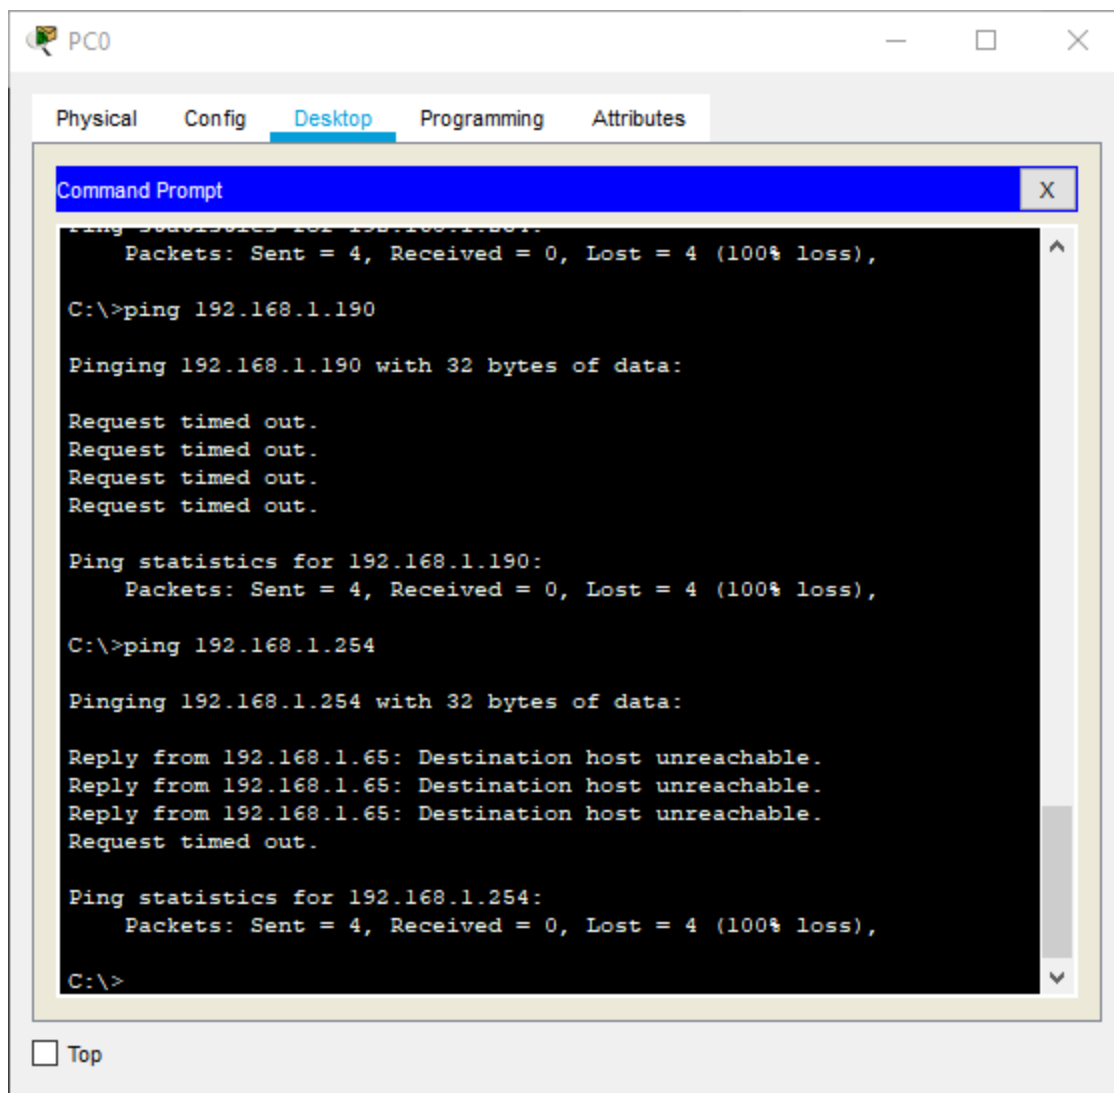 PC0
Physical Config Desktop Programming Attributes
Command Prompt X
Packets: Sent = 4, Received = 0, Lost = 4 (100% loss),
C:\>ping 192.168.1.190
Pinging 192.168.1.190 with 32 bytes of data:
Request timed out.
Request timed out.
Request timed out.
Request timed out.
Ping statistics for 192.168.1.190:
Packets: Sent = 4, Received = 0, Lost = 4 (100% loss),
C:\>ping 192.168.1.254
Pinging 192.168.1.254 with 32 bytes of data:
Reply from 192.168.1.65: Destination host unreachable.
Reply from 192.168.1.65: Destination host unreachable.
Reply from 192.168.1.65: Destination host unreachable.
Request timed out.
Ping statistics for 192.168.1.254:
Packets: Sent = 4, Received = 0, Lost = 4 (100% loss),
C:\>
Top